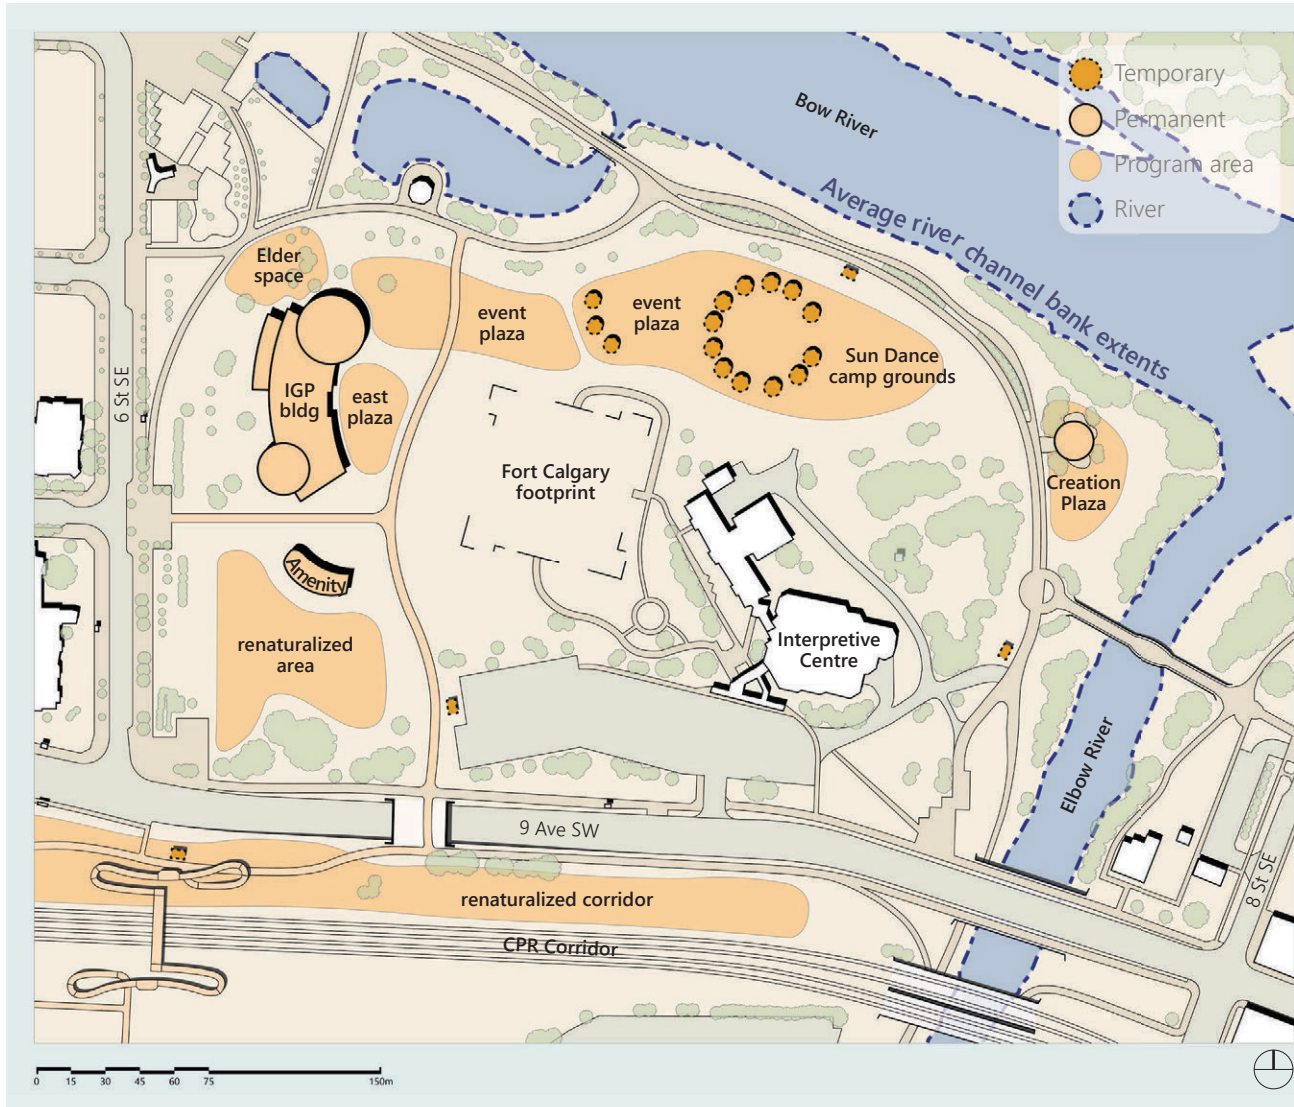 Temporary
Permanent
Program area
River
Bow River
Average river channel bank extents
Elder
space
event
plaza
event
plaza
Sun Dance
camp grounds
6 St SE
IGP
bldg
east
plaza
Fort Calgary
footprint
Creation
Plaza
Amenity
renaturalized
area
Interpretive
Centre
Elbow River
9 Ave SW
8 St SE
renaturalized corridor
CPR Corridor
0 15 30 45 60 75 150m